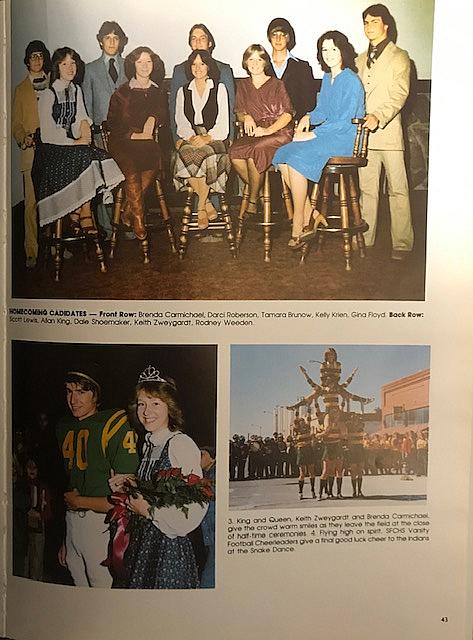 HOMECOMING CADIDATES — Front Row: Brenda Carmichael, Darci Roberson, Tamara Brunow, Kelly Krien, Gina Floyd. Back Row:
Scott Lewis, Allan King, Dale Shoemaker, Keith Zweygardt, Rodney Weeden.
40
4
3. King and Queen, Keith Zweygardt and Brenda Carmichael,
give the crowd warm smiles as they leave the field at the close
of half-time ceremonies. 4. Flying high on spirit, SFCHS Varsity
Football Cheerleaders give a final good luck cheer to the Indians
at the Snake Dance.
43